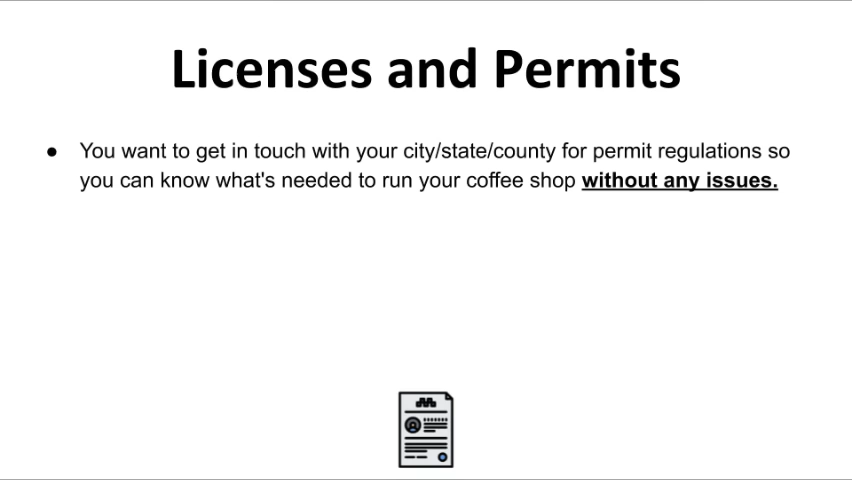 Licenses and Permits
● You want to get in touch with your city/state/county for permit regulations so
you can know what's needed to run your coffee shop without any issues.